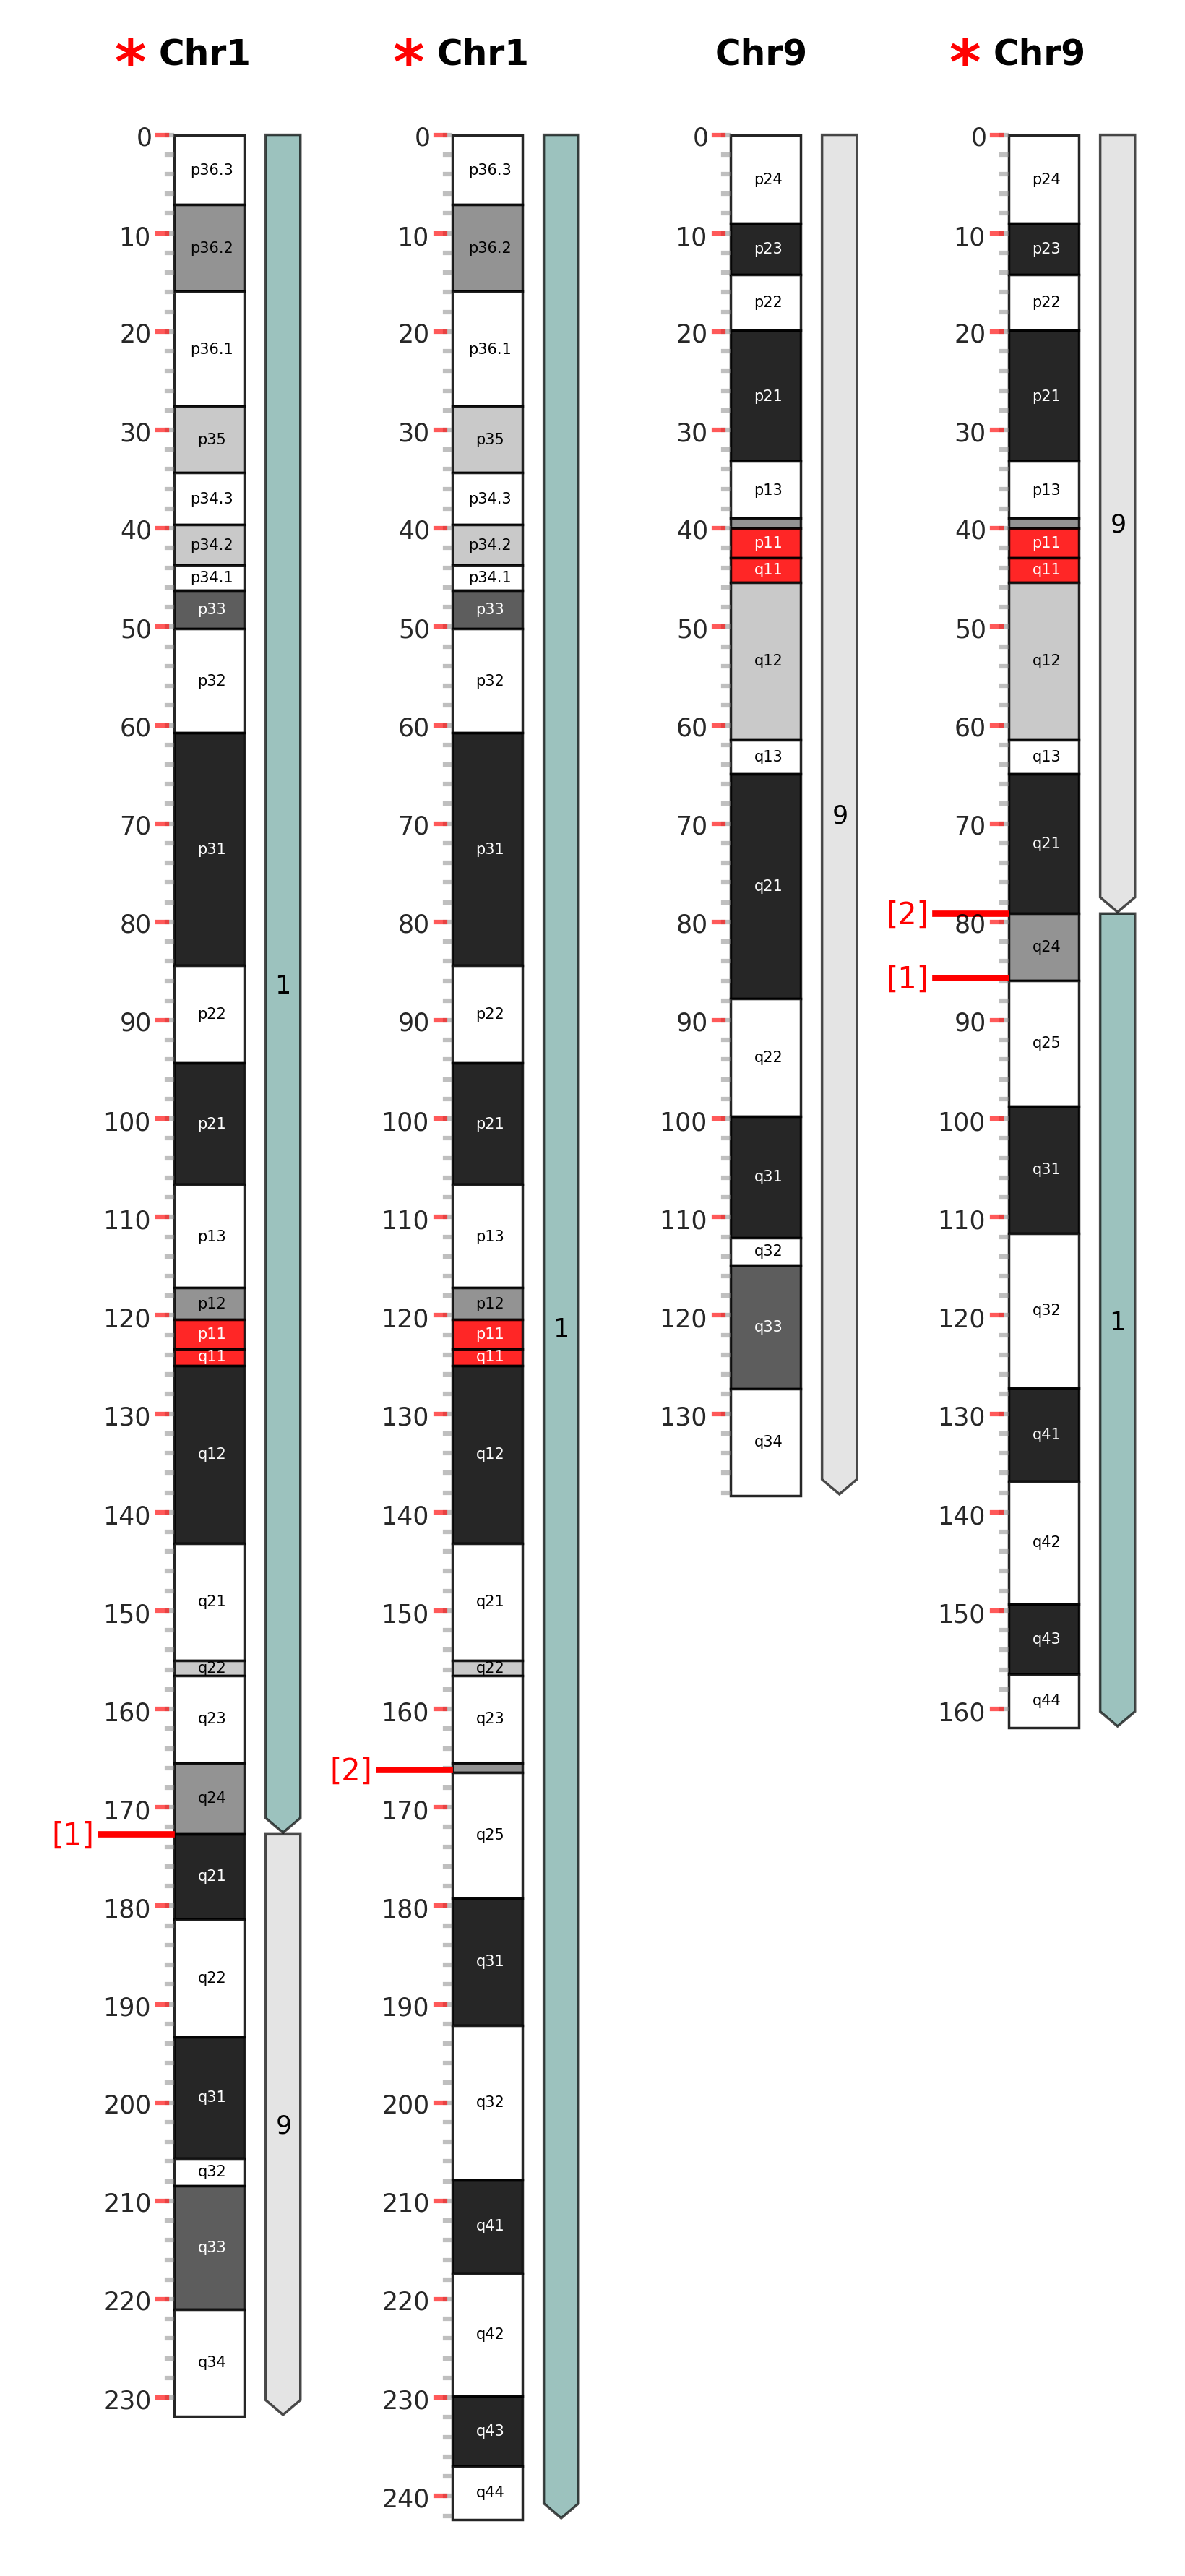 * Chr1
0
10
20
30
40
50
60
70
80
90
100
110
120
130
140
150
160
170
180
190
200
210
220
230
[1]
p36.3
p36.2
p36.1
p35
p34.3
p34.2
p34.1
p33
p32
p31
p22
p21
p13
p12
p11
q11
q12
q21
q22
q23
q24
q21
q22
q31
q32
q33
q34
1
9
* Chr1
0
10
20
30
40
50
60
70
80
90
100
110
120
130
140
150
160
170
180
190
200
210
220
230
240
[2]
p36.3
p36.2
p36.1
p35
p34.3
p34.2
p34.1
p33
p32
p31
p22
p21
p13
p12
p11
q11
q12
q21
q22
q23
q25
q31
q32
q41
q42
q43
q44
1
Chr9
0
10
20
30
40
50
60
70
80
90
100
110
120
130
p24
p23
p22
p21
p13
p11
q11
q12
q13
q21
q22
q31
q32
q33
q34
9
* Chr9
0
10
20
30
40
50
60
70
80
90
100
110
120
130
140
150
160
[2]
[1]
p24
p23
p22
p21
p13
p11
q11
q12
q13
q21
q24
q25
q31
q32
q41
q42
q43
q44
9
1